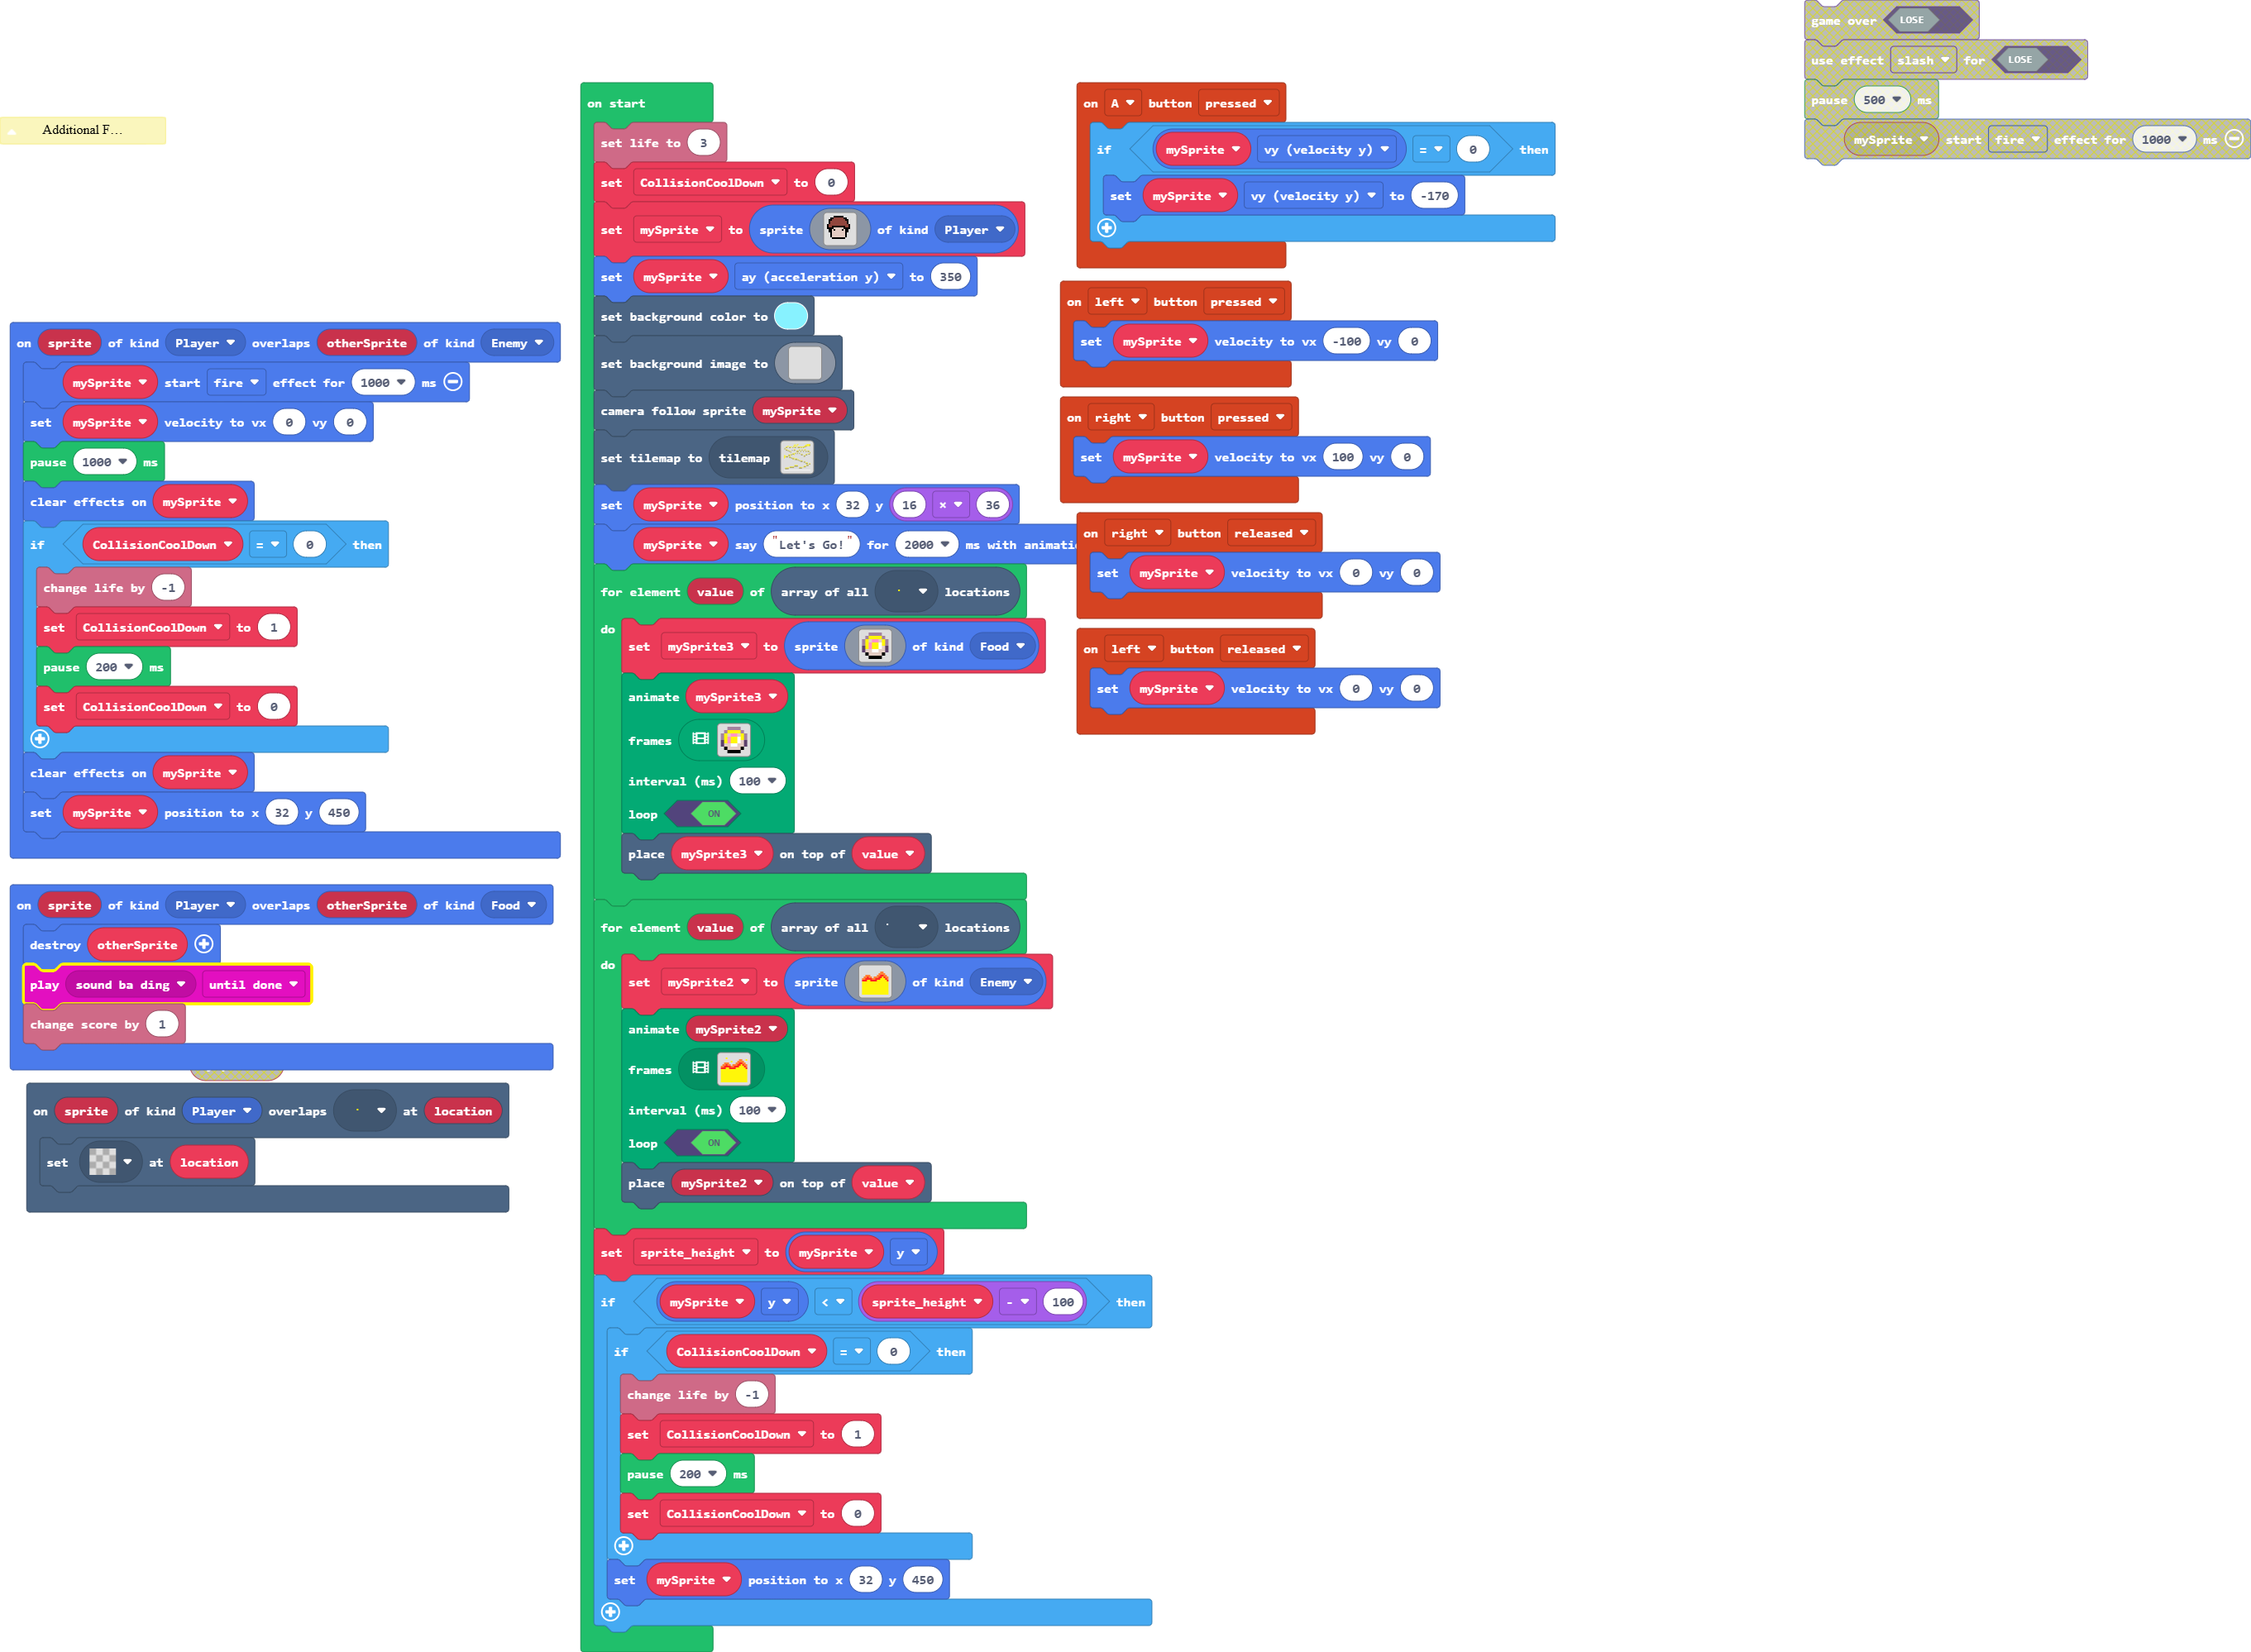 Additional F...
on sprite of kind Player overlaps otherSprite of kind Enemy
mySprite start fire effect for 1000 ms
set mySprite velocity to vx 0 vy 0
pause 1000 ms
clear effects on mySprite
if CollisionCoolDown = 0 then
change life by -1
set CollisionCoolDown to 1
pause 200 ms
set CollisionCoolDown to 0
clear effects on mySprite
set mySprite position to x 32 y 450
on sprite of kind Player overlaps otherSprite of kind Food
destroy otherSprite
play sound ba ding until done
change score by 1
on sprite of kind Player overlaps at location
set at location
on start
set life to 3
set CollisionCoolDown to 0
set mySprite to sprite of kind Player
set mySprite ay (acceleration y) to 350
set background color to
set background image to
camera follow sprite mySprite
set tilemap to tilemap
set mySprite position to x 32 y 16 × 36
mySprite say "Let's Go!" for 2000 ms with animatic
for element value of array of all locations
do set mySprite3 to sprite of kind Food
animate mySprite3
frames
interval (ms) 100
loop ON
place mySprite3 on top of value
for element value of array of all locations
do set mySprite2 to sprite of kind Enemy
animate mySprite2
frames
interval (ms) 100
loop ON
place mySprite2 on top of value
set sprite_height to mySprite y
if mySprite y < sprite_height - 100 then
if CollisionCoolDown = 0 then
change life by -1
set CollisionCoolDown to 1
pause 200 ms
set CollisionCoolDown to 0
set mySprite position to x 32 y 450
on A button pressed
if mySprite vy (velocity y) = 0 then
set mySprite vy (velocity y) to -170
on left button pressed
set mySprite velocity to vx -100 vy 0
on right button pressed
set mySprite velocity to vx 100 vy 0
on right button released
set mySprite velocity to vx 0 vy 0
on left button released
set mySprite velocity to vx 0 vy 0
game over LOSE
use effect slash for LOSE
pause 500 ms
mySprite start fire effect for 1000 ms